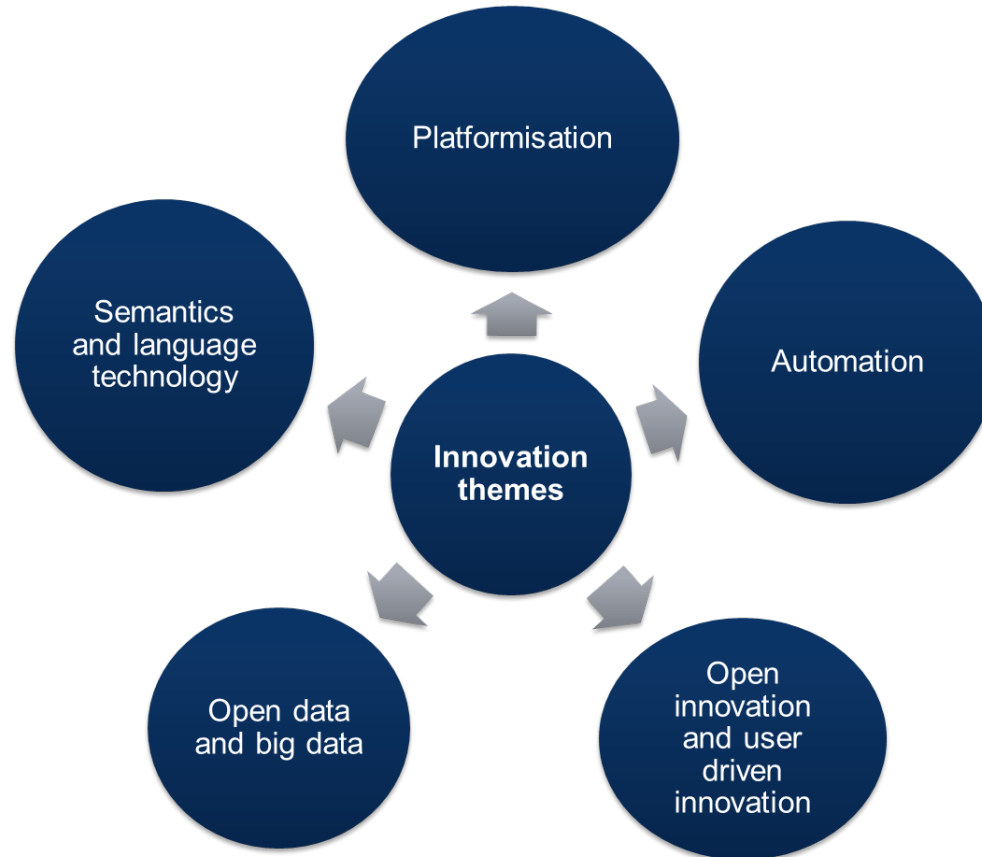 Platformisation
Semantics
and language
technology
Automation
Innovation
themes
Open data
and big data
Open
innovation
and user
driven
innovation